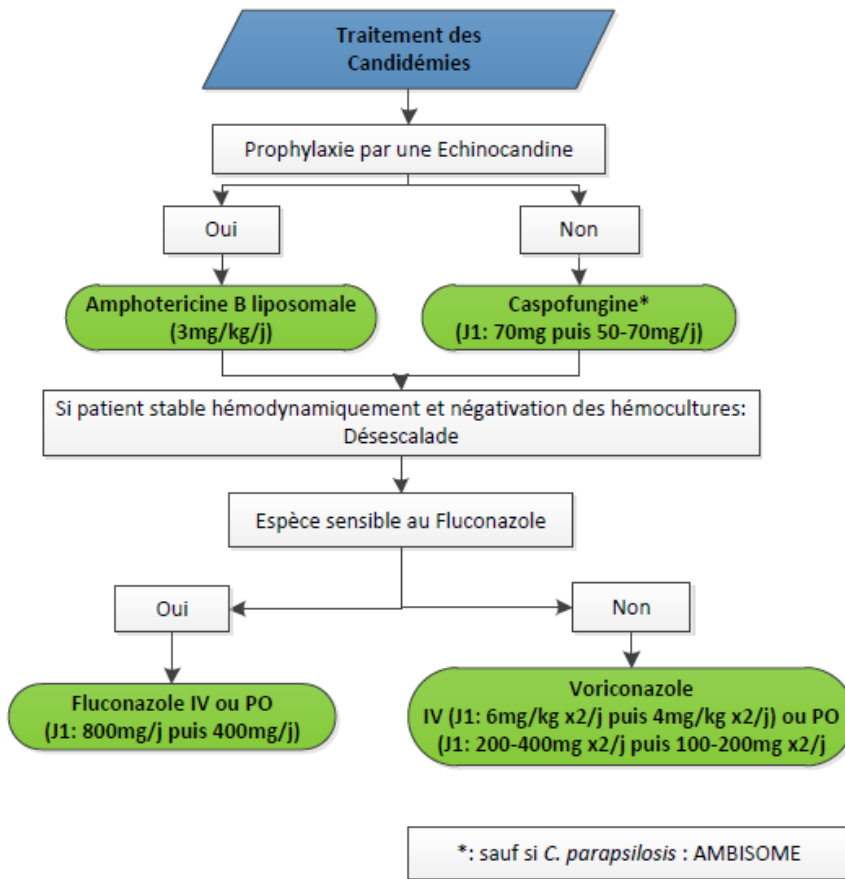 Traitement des
Candidémies
Prophylaxie par une Echinocandine
Oui
Non
Amphotericine B liposomale
(3mg/kg/j)
Caspofungine*
(J1: 70mg puis 50-70mg/j)
Si patient stable hémodynamiquement et négativation des hémocultures:
Désescalade
Espèce sensible au Fluconazole
Oui
Non
Fluconazole IV ou PO
(J1: 800mg/j puis 400mg/j)
Voriconazole
IV (J1: 6mg/kg x2/j puis 4mg/kg x2/j) ou PO
(J1: 200-400mg x2/j puis 100-200mg x2/j
*: sauf si C. parapsilosis : AMBISOME